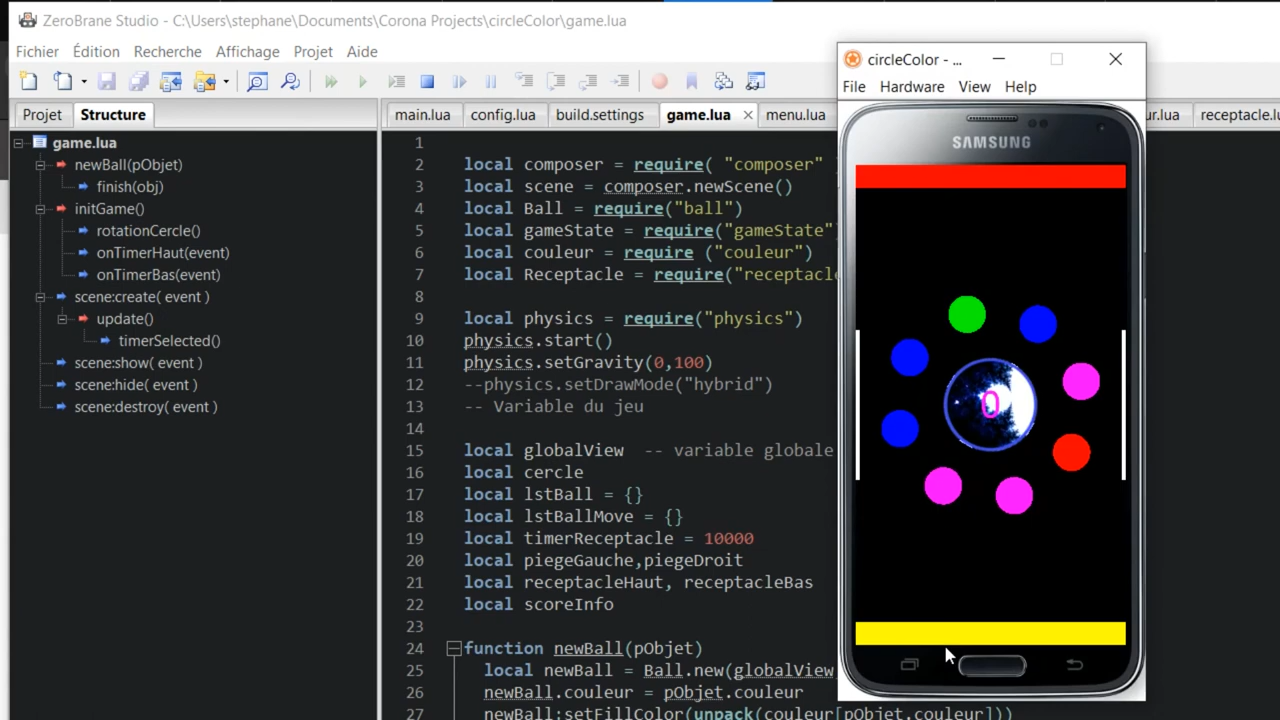 ZeroBrane Studio - C:\Users\stephane\Documents\Corona Projects\circleColor\game.lua
Fichier Édition Recherche Affichage Projet Aide
Projet Structure
game.lua
newBall(pObjet)
finish(obj)
initGame()
rotationCercle()
onTimerHaut(event)
onTimerBas(event)
scene:create( event )
update()
timerSelected()
scene:show( event )
scene:hide( event )
scene:destroy( event )
main.lua config.lua build.settings game.lua menu.lua ur.lua receptacle.lu
1
2 local composer = require( "composer"
3 local scene = composer.newScene()
4 local Ball = require("ball")
5 local gameState = require("gameState"
6 local couleur = require ("couleur")
7 local Receptacle = require("receptacle
8
9 local physics = require("physics")
10 physics.start()
11 physics.setGravity(0,100)
12 --physics.setDrawMode("hybrid")
13 -- Variable du jeu
14
15 local globalView -- variable globale
16 local cercle
17 local lstBall = {}
18 local lstBallMove = {}
19 local timerReceptacle = 10000
20 local piegeGauche,piegeDroit
21 local receptacleHaut, receptacleBas
22 local scoreInfo
23
24 function newBall(pObjet)
25 local newBall = Ball.new(globalView
26 newBall.couleur = pObjet.couleur
27 newBall:setFillColor(unpack(couleur[pObjet.couleur]))
circleColor - ...
File Hardware View Help
SAMSUNG
0